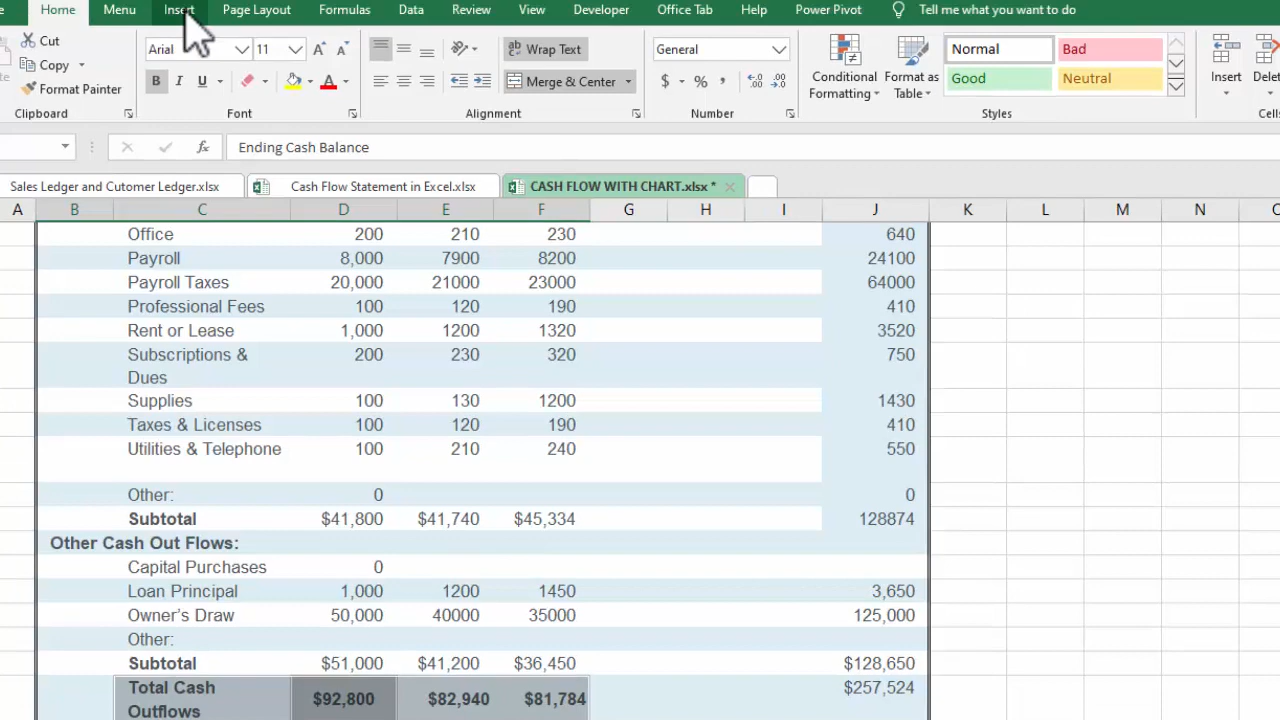 Home Menu Insert Page Layout Formulas Data Review View Developer Office Tab Help Power Pivot Tell me what you want to do
Cut
Copy
Format Painter
Clipboard
Arial 11
B I U
Font
Wrap Text
Merge & Center
Alignment
General
$ % ,
Number
Conditional Formatting
Format as Table
Normal Bad
Good Neutral
Styles
Insert
fx Ending Cash Balance
Sales Ledger and Cutomer Ledger.xlsx Cash Flow Statement in Excel.xlsx CASH FLOW WITH CHART.xlsx *
A B C D E F G H I J K L M N
Office 200 210 230 640
Payroll 8,000 7900 8200 24100
Payroll Taxes 20,000 21000 23000 64000
Professional Fees 100 120 190 410
Rent or Lease 1,000 1200 1320 3520
Subscriptions & 200 230 320 750
Dues
Supplies 100 130 1200 1430
Taxes & Licenses 100 120 190 410
Utilities & Telephone 100 210 240 550
Other: 0 0
Subtotal $41,800 $41,740 $45,334 128874
Other Cash Out Flows:
Capital Purchases 0
Loan Principal 1,000 1200 1450 3,650
Owner's Draw 50,000 40000 35000 125,000
Other:
Subtotal $51,000 $41,200 $36,450 $128,650
Total Cash $92,800 $82,940 $81,784 $257,524
Outflows